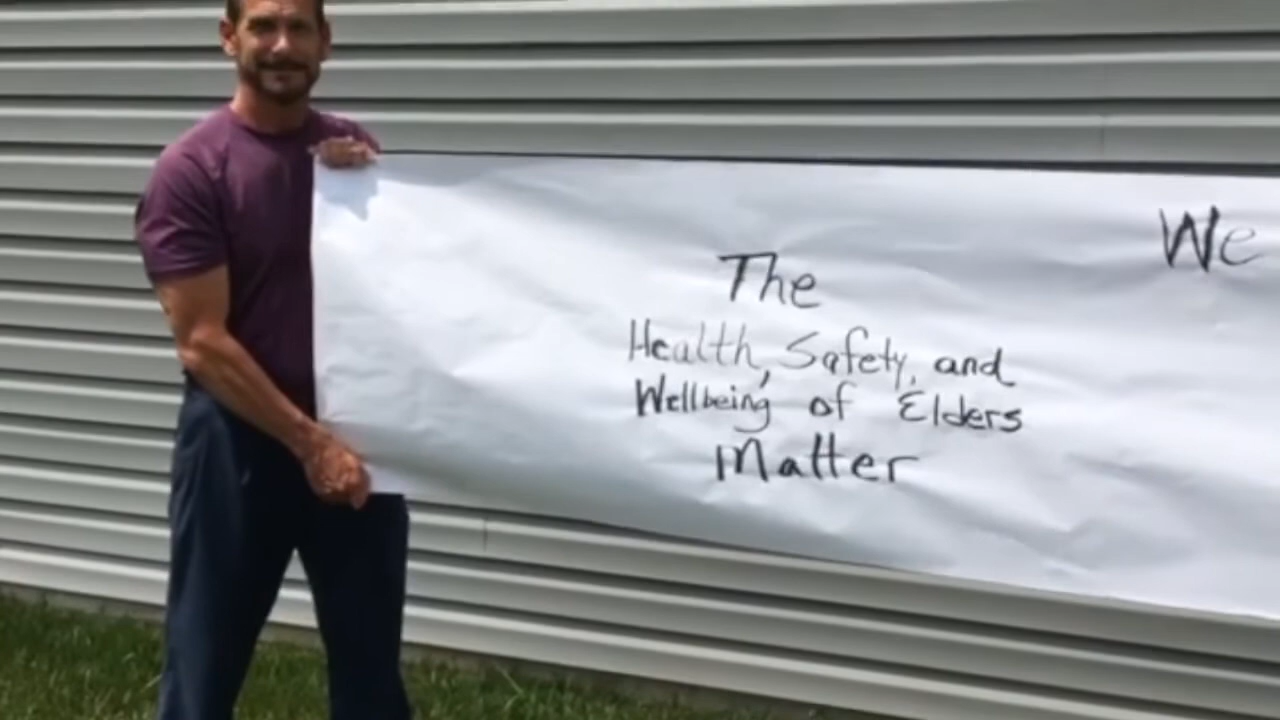 We
The
Health, Safety, and
Wellbeing of Elders
Matter